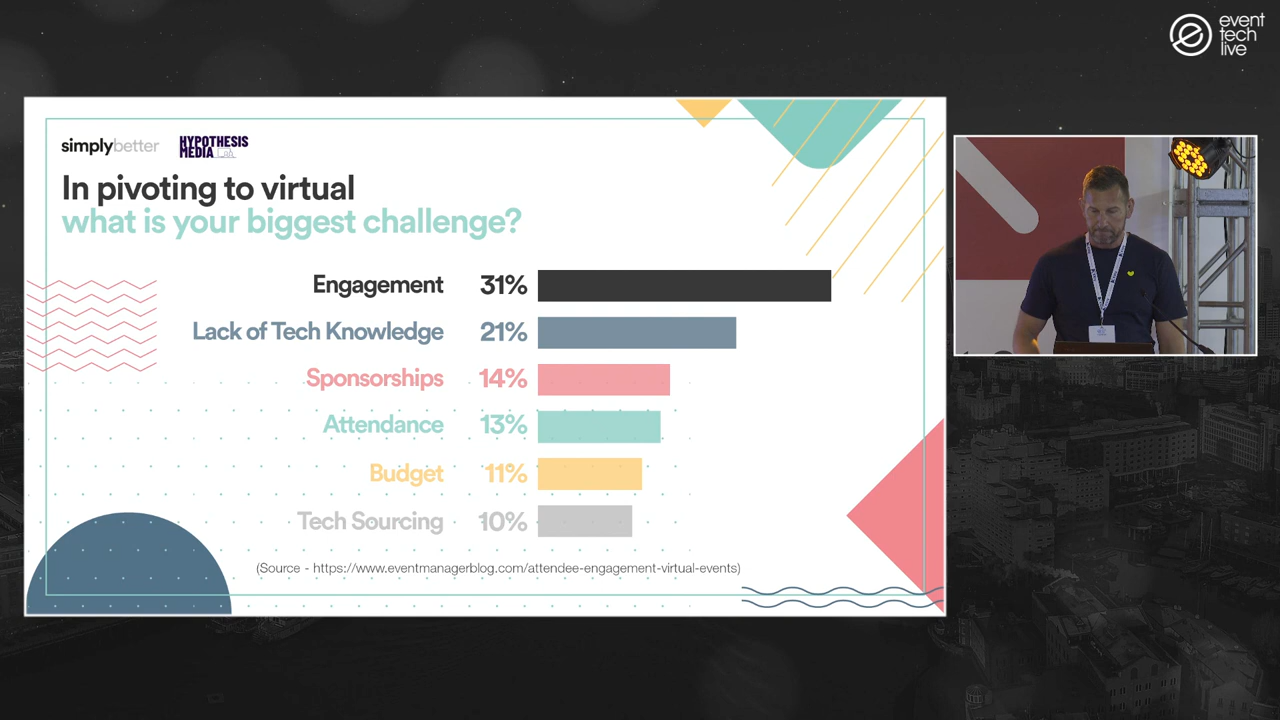 event
tech
live
simplybetter
HYPOTHESIS
MEDIA Lab
In pivoting to virtual
what is your biggest challenge?
Engagement 31%
Lack of Tech Knowledge 21%
Sponsorships 14%
Attendance 13%
Budget 11%
Tech Sourcing 10%
(Source - https://www.eventmanagerblog.com/attendee-engagement-virtual-events)